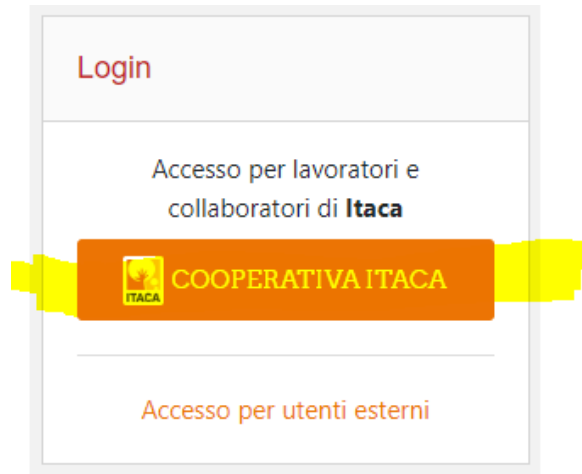 Login
Accesso per lavoratori e
collaboratori di Itaca
ITACA COOPERATIVA ITACA
Accesso per utenti esterni